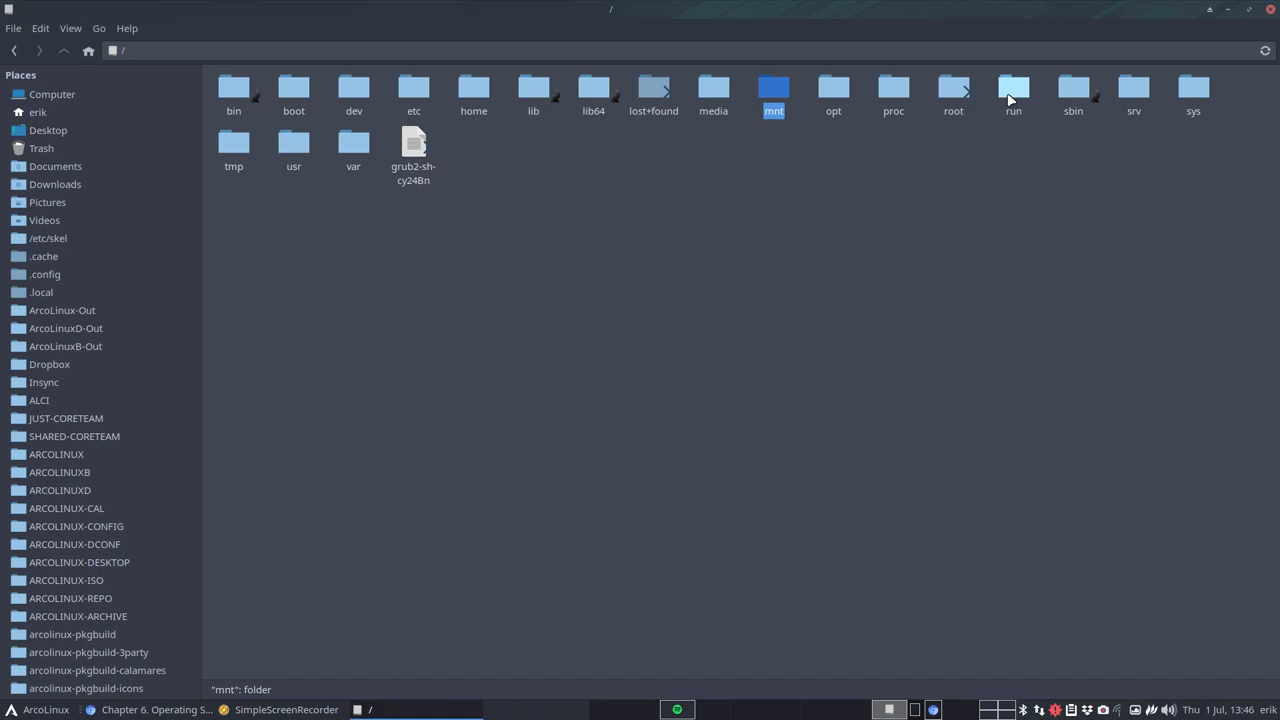 /
File Edit View Go Help
/
Places
Computer
erik
Desktop
Trash
Documents
Downloads
Pictures
Videos
/etc/skel
.cache
.config
.local
ArcoLinux-Out
ArcoLinuxD-Out
ArcoLinuxB-Out
Dropbox
Insync
ALCI
JUST-CORETEAM
SHARED-CORETEAM
ARCOLINUX
ARCOLINUXB
ARCOLINUXD
ARCOLINUX-CAL
ARCOLINUX-CONFIG
ARCOLINUX-DCONF
ARCOLINUX-DESKTOP
ARCOLINUX-ISO
ARCOLINUX-REPO
ARCOLINUX-ARCHIVE
arcolinux-pkgbuild
arcolinux-pkgbuild-3party
arcolinux-pkgbuild-calamares
arcolinux-pkgbuild-icons
bin boot dev etc home lib lib64 lost+found media mnt opt proc root run sbin srv sys
tmp usr var grub2-sh-
cy24Bn
"mnt": folder
ArcoLinux Chapter 6. Operating S... SimpleScreenRecorder / Thu 1 Jul, 13:46 erik